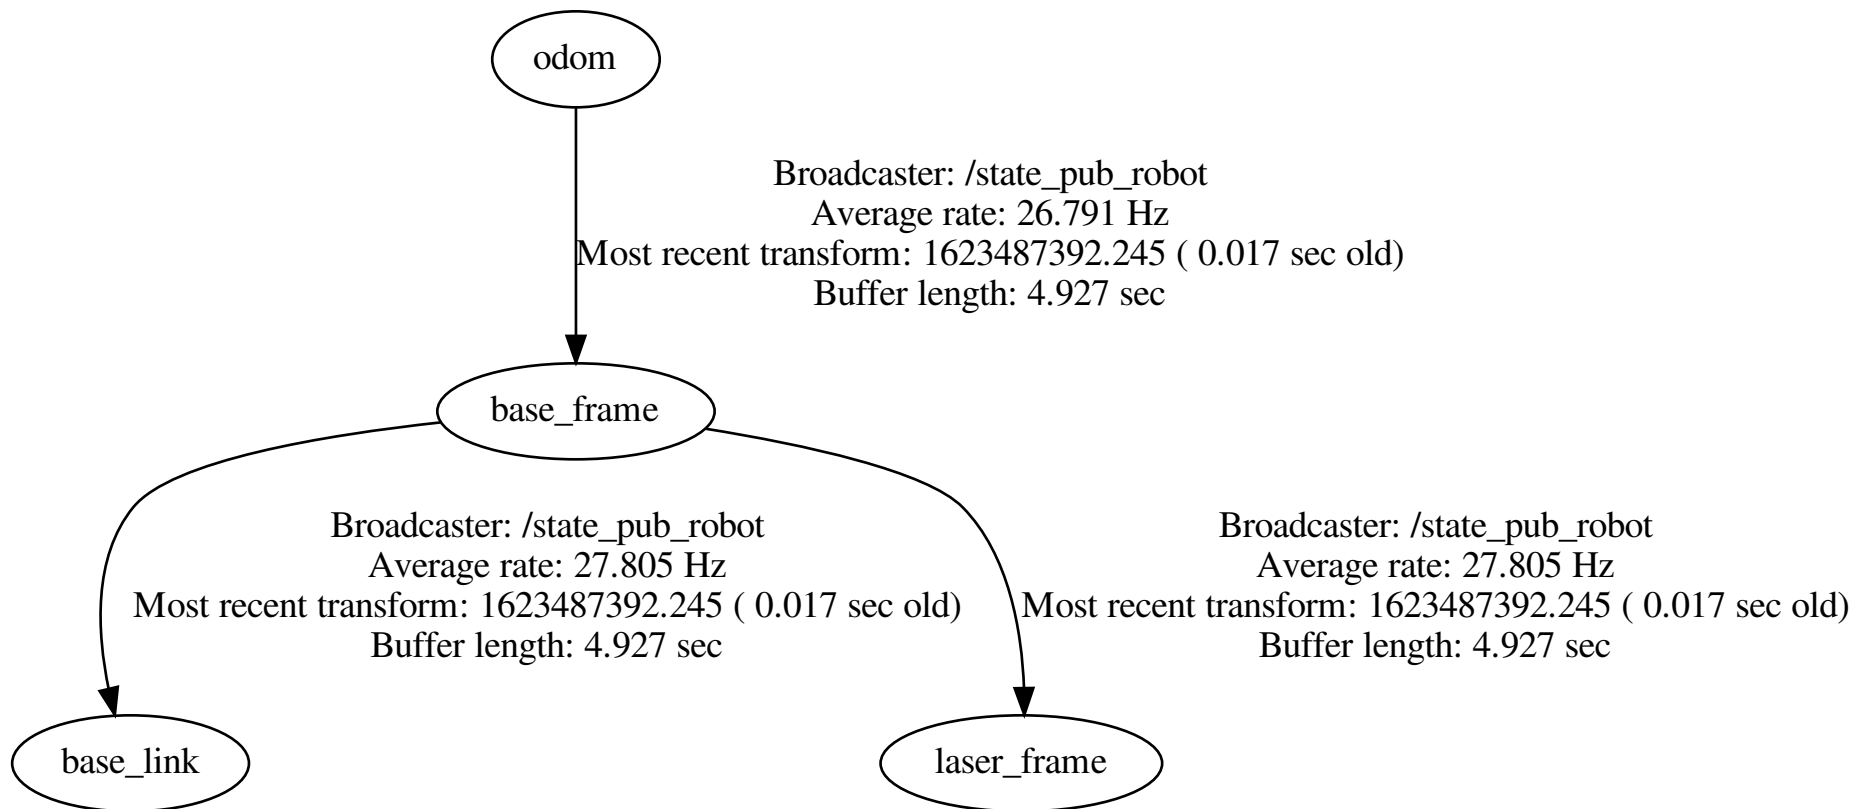 odom
Broadcaster: /state_pub_robot
Average rate: 26.791 Hz
Most recent transform: 1623487392.245 ( 0.017 sec old)
Buffer length: 4.927 sec
base_frame
Broadcaster: /state_pub_robot
Average rate: 27.805 Hz
Most recent transform: 1623487392.245 ( 0.017 sec old)
Buffer length: 4.927 sec
Broadcaster: /state_pub_robot
Average rate: 27.805 Hz
Most recent transform: 1623487392.245 ( 0.017 sec old)
Buffer length: 4.927 sec
base_link
laser_frame